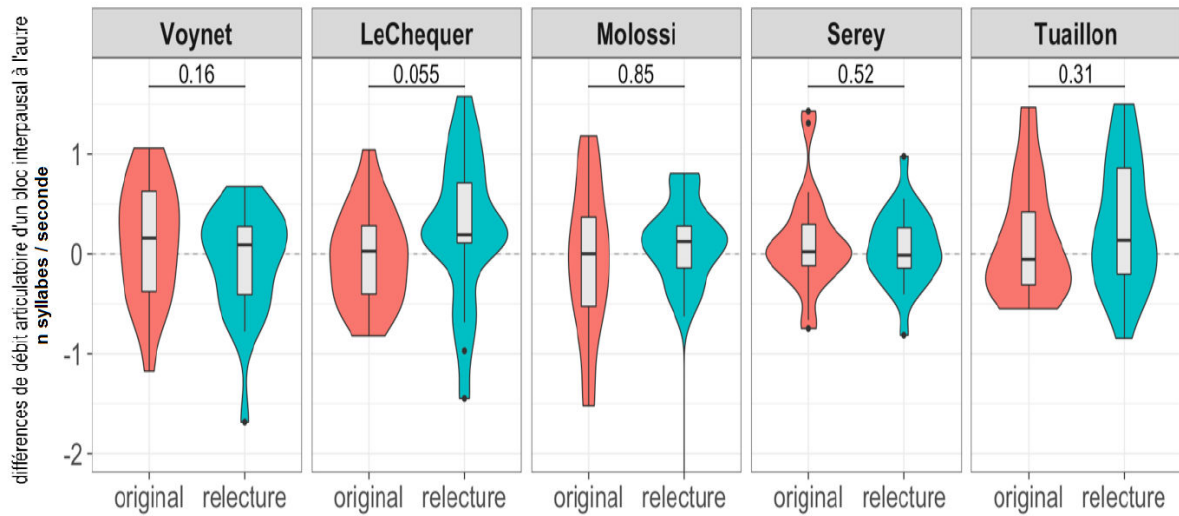 différences de débit articulatoire d'un bloc interpausal à l'autre
n syllabes / seconde
Voynet LeChequer Molossi Serey Tuaillon
0.16 0.055 0.85 0.52 0.31
1
0
-1
-2
original relecture original relecture original relecture original relecture original relecture